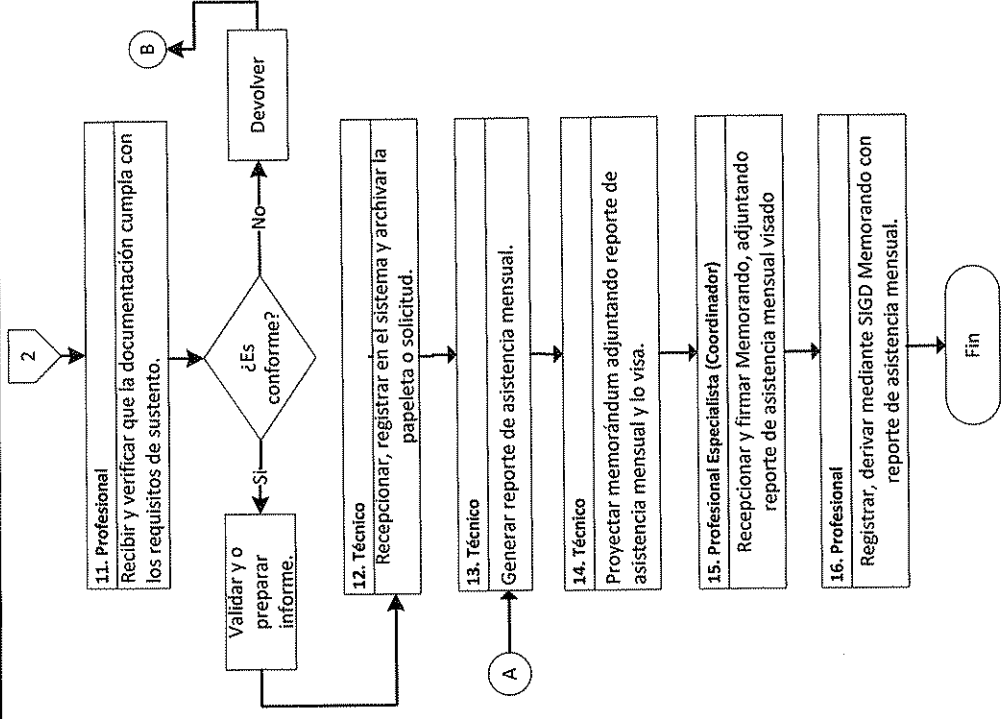 2
11. Profesional
Recibir y verificar que la documentación cumpla con
los requisitos de sustento.
¿Es
conforme?
No
Devolver
B
Si
Validar y o
preparar
informe.
12. Técnico
Recepcionar, registrar en el sistema y archivar la
papeleta o solicitud.
A
13. Técnico
Generar reporte de asistencia mensual.
14. Técnico
Proyectar memorándum adjuntando reporte de
asistencia mensual y lo visa.
15. Profesional Especialista (Coordinador)
Recepcionar y firmar Memorando, adjuntando
reporte de asistencia mensual visado
16. Profesional
Registrar, derivar mediante SIGD Memorando con
reporte de asistencia mensual.
Fin